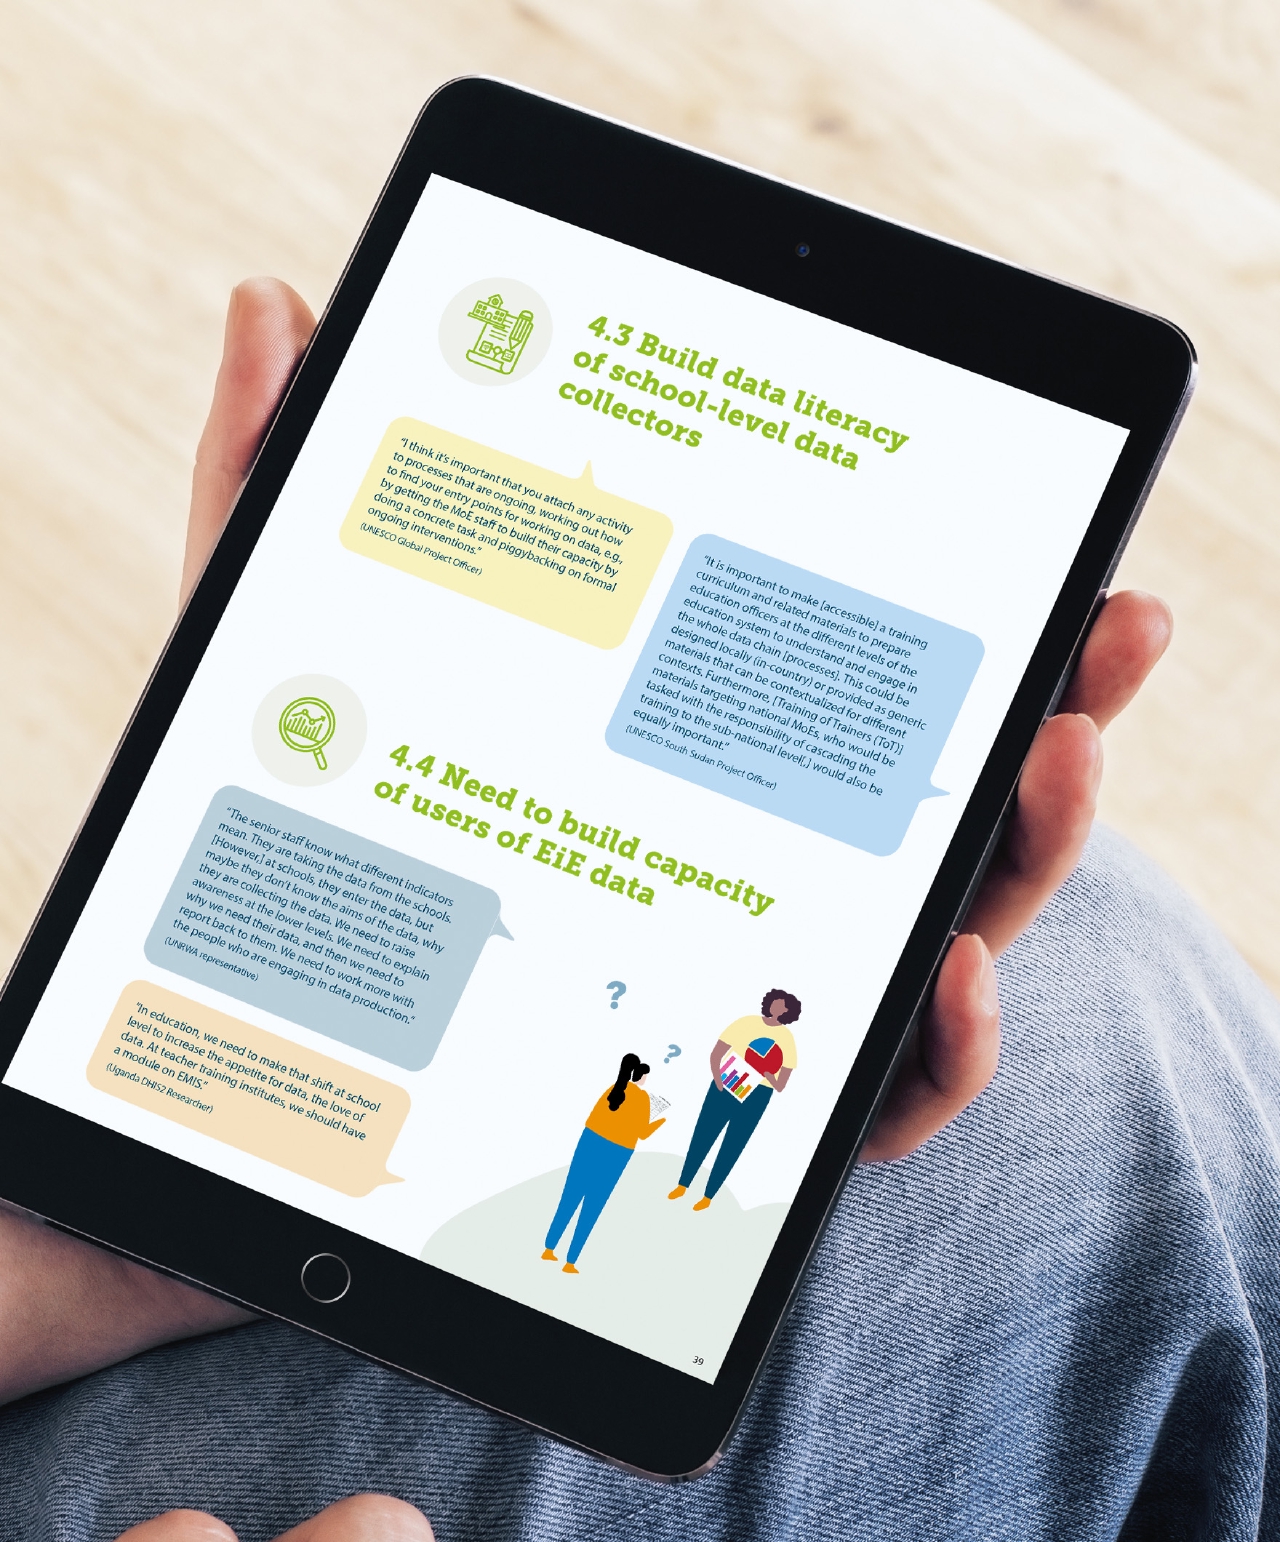 4.3 Build data literacy
of school-level data
collectors
“I think it’s important that you attach any activity
to processes that are ongoing, working out how
to find your entry points for working on data, e.g.,
by getting the MoE staff to build their capacity by
doing a concrete task and piggybacking on formal
ongoing interventions.”
(UNESCO Global Project Officer)
“It is important to make [accessible] a training
curriculum and related materials to prepare
education officers at the different levels of the
education system to understand and engage in
the whole data chain [processes]. This could be
designed locally (in-country) or provided as generic
materials that can be contextualized for different
contexts. Furthermore, [Training of Trainers (ToT)]
materials targeting national MoEs, who would be
tasked with the responsibility of cascading the
training to the sub-national level[,] would also be
equally important.”
(UNESCO South Sudan Project Officer)
4.4 Need to build capacity
of users of EiE data
“The senior staff know what different indicators
mean. They are taking the data from the schools.
[However,] at schools, they enter the data, but
maybe they don’t know the aims of the data, why
they are collecting the data. We need to raise
awareness at the lower levels. We need to explain
why we need their data, and then we need to
report back to them. We need to work more with
the people who are engaging in data production.”
(UNRWA representative)
“In education, we need to make that shift at school
level to increase the appetite for data, the love of
data. At teacher training institutes, we should have
a module on EMIS.”
(Uganda DHIS2 Researcher)
?
?
39